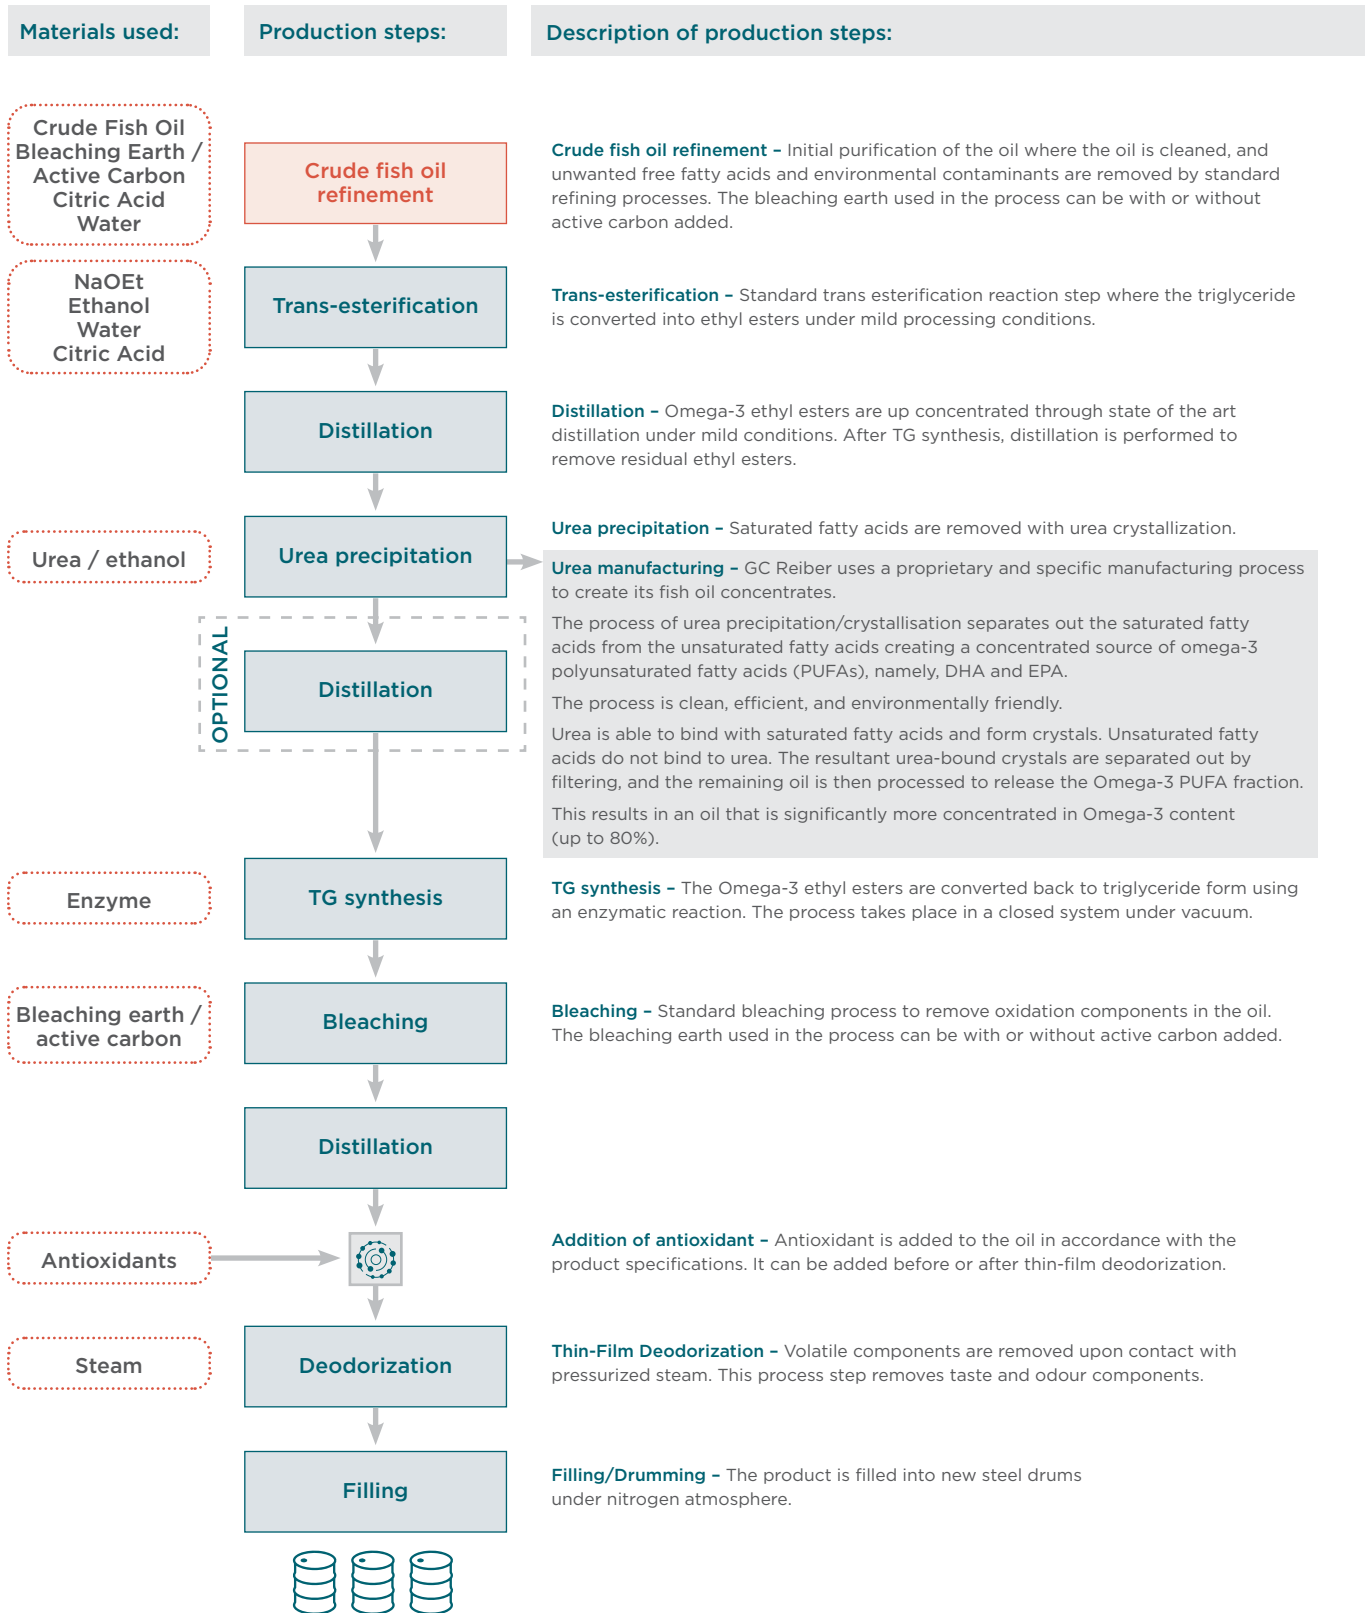 Materials used:
Production steps:
Description of production steps:
Crude Fish Oil
Bleaching Earth /
Active Carbon
Citric Acid
Water
Crude fish oil
refinement
Crude fish oil refinement – Initial purification of the oil where the oil is cleaned, and
unwanted free fatty acids and environmental contaminants are removed by standard
refining processes. The bleaching earth used in the process can be with or without
active carbon added.
NaOEt
Ethanol
Water
Citric Acid
Trans-esterification
Trans-esterification – Standard trans esterification reaction step where the triglyceride
is converted into ethyl esters under mild processing conditions.
Distillation
Distillation – Omega-3 ethyl esters are up concentrated through state of the art
distillation under mild conditions. After TG synthesis, distillation is performed to
remove residual ethyl esters.
Urea / ethanol
Urea precipitation
Urea precipitation – Saturated fatty acids are removed with urea crystallization.
Urea manufacturing – GC Reiber uses a proprietary and specific manufacturing process
to create its fish oil concentrates.
The process of urea precipitation/crystallisation separates out the saturated fatty
acids from the unsaturated fatty acids creating a concentrated source of omega-3
polyunsaturated fatty acids (PUFAs), namely, DHA and EPA.
The process is clean, efficient, and environmentally friendly.
Urea is able to bind with saturated fatty acids and form crystals. Unsaturated fatty
acids do not bind to urea. The resultant urea-bound crystals are separated out by
filtering, and the remaining oil is then processed to release the Omega-3 PUFA fraction.
This results in an oil that is significantly more concentrated in Omega-3 content
(up to 80%).
OPTIONAL
Distillation
Enzyme
TG synthesis
TG synthesis – The Omega-3 ethyl esters are converted back to triglyceride form using
an enzymatic reaction. The process takes place in a closed system under vacuum.
Bleaching earth /
active carbon
Bleaching
Bleaching – Standard bleaching process to remove oxidation components in the oil.
The bleaching earth used in the process can be with or without active carbon added.
Distillation
Antioxidants
Addition of antioxidant – Antioxidant is added to the oil in accordance with the
product specifications. It can be added before or after thin-film deodorization.
Steam
Deodorization
Thin-Film Deodorization – Volatile components are removed upon contact with
pressurized steam. This process step removes taste and odour components.
Filling
Filling/Drumming – The product is filled into new steel drums
under nitrogen atmosphere.